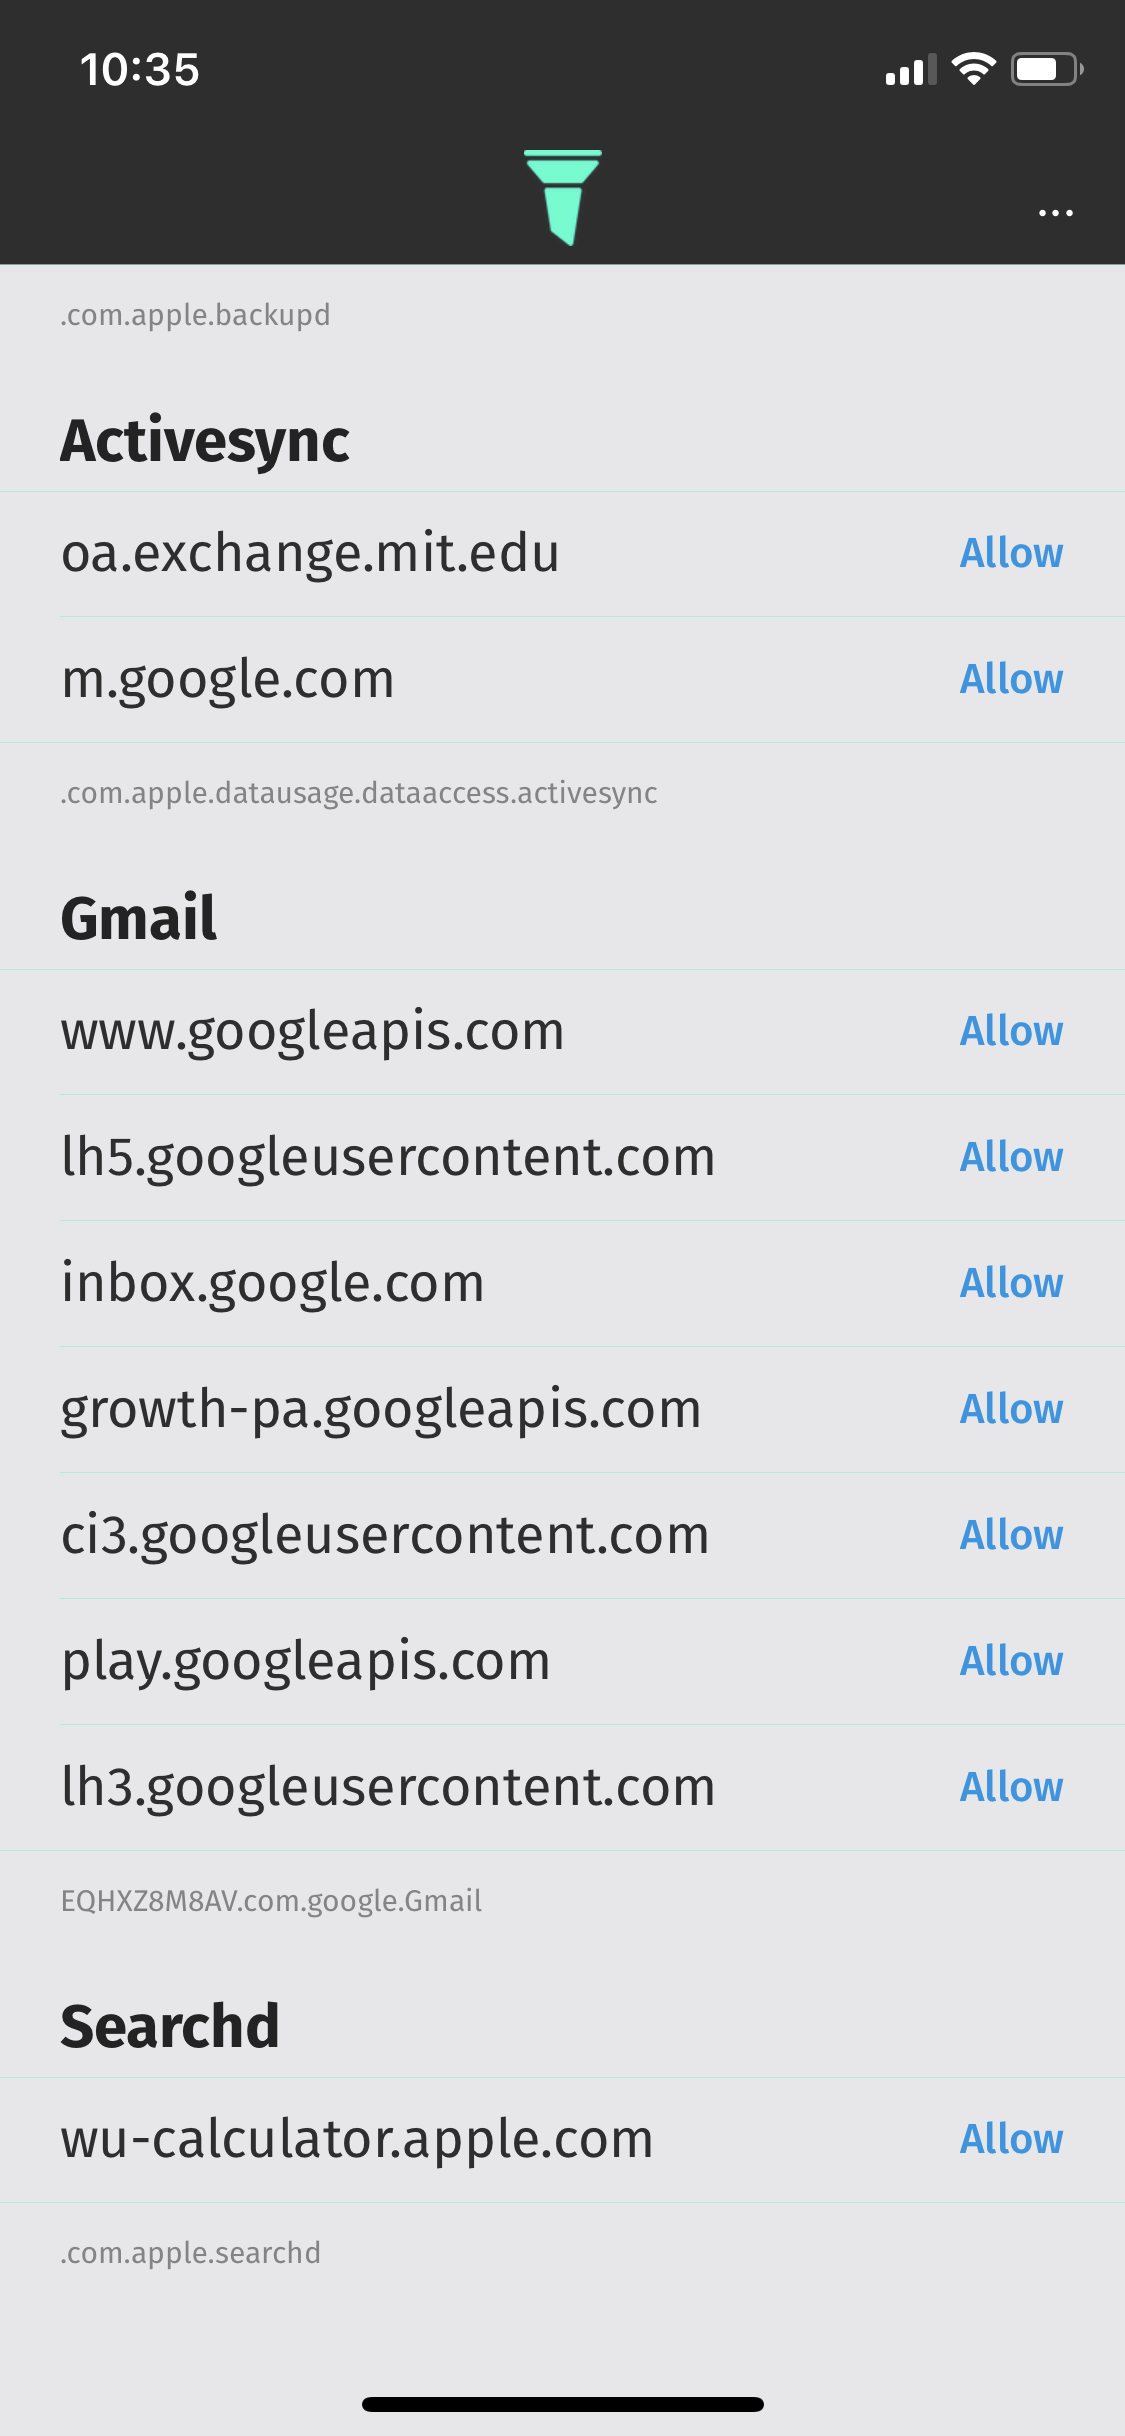 10:35
...
.com.apple.backupd
Activesync
oa.exchange.mit.edu Allow
m.google.com Allow
.com.apple.datausage.dataaccess.activesync
Gmail
www.googleapis.com Allow
lh5.googleusercontent.com Allow
inbox.google.com Allow
growth-pa.googleapis.com Allow
ci3.googleusercontent.com Allow
play.googleapis.com Allow
lh3.googleusercontent.com Allow
EQHXZ8M8AV.com.google.Gmail
Searchd
wu-calculator.apple.com Allow
.com.apple.searchd